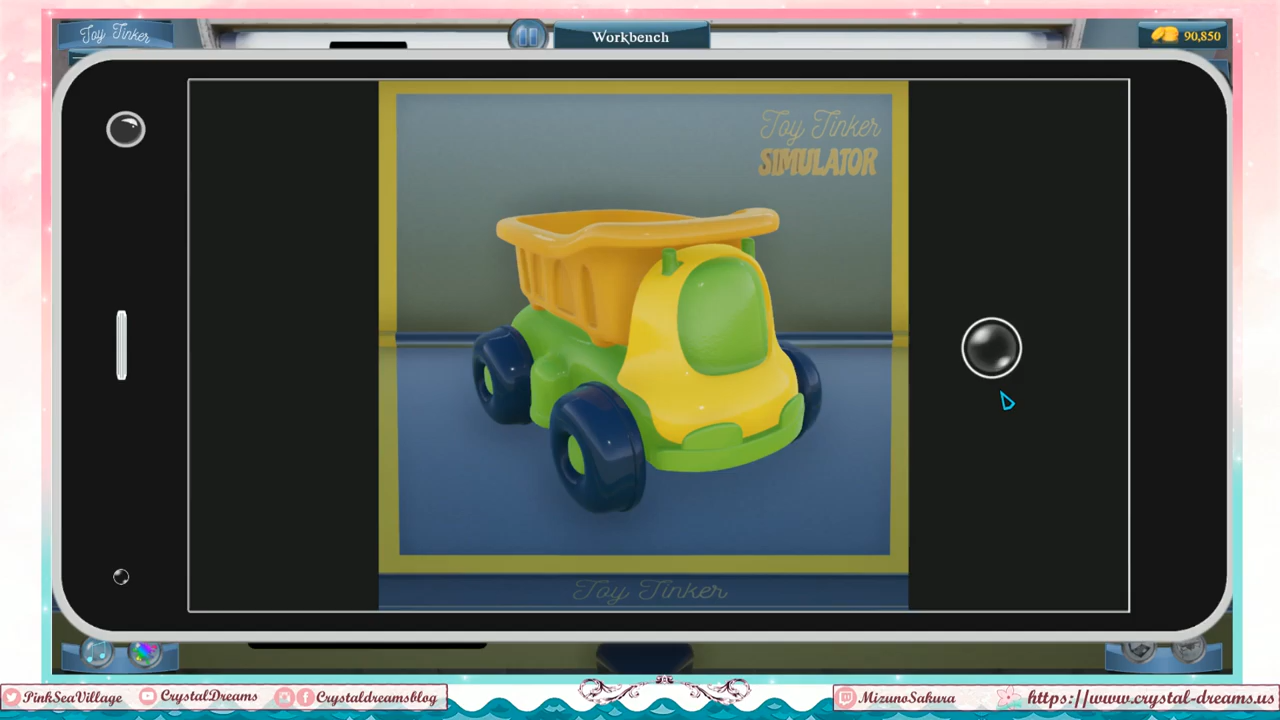 Toy Tinker
Workbench
90,850
Toy Tinker
SIMULATOR
Toy Tinker
PinkSeaVillage
CrystalDreams
Crystaldreamsblog
MizunoSakura
https://www.crystal-dreams.us